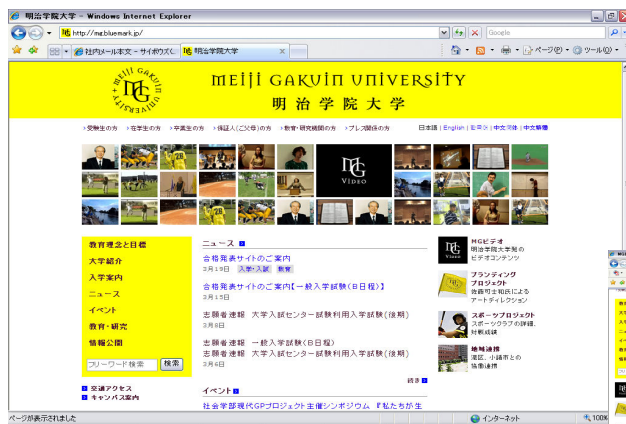 明治学院大学 - Windows Internet Explorer
http://mg.bluemark.jp/
Google
社内メール本文 - サイボウズ(...
明治学院大学
ページ(P)
ツール(O)
MEIJI GAKUIN UNIVERSITY
MEIJI GAKUIN UNIVERSITY
MG
明治学院大学
受験生の方 在学生の方 卒業生の方 保証人(ご父母)の方 教育・研究機関の方 プレス関係の方
日本語 | English | 한국어 | 中文简体 | 中文繁體
MG
VIDEO
教育理念と目標
大学紹介
入学案内
ニュース
イベント
教育・研究
情報公開
フリーワード検索 検索
交通アクセス
キャンパス案内
ニュース
合格発表サイトのご案内
3月19日 入学・入試 教育
合格発表サイトのご案内【一般入学試験(B日程)】
3月15日
志願者速報 大学入試センター試験利用入学試験(後期)
3月8日
志願者速報 一般入学試験(B日程)
志願者速報 大学入試センター試験利用入学試験(後期)
3月6日
続き
イベント
社会学部現代GPプロジェクト主催シンポジウム 『私たちが生
MGビデオ
明治学院大学発の
ビデオコンテンツ
ブランディング
プロジェクト
佐藤可士和氏による
アートディレクション
スポーツプロジェクト
スポーツクラブの詳細、
対戦成績
地域連携
港区、小諸市との
協働連携
ページが表示されました
インターネット
100%